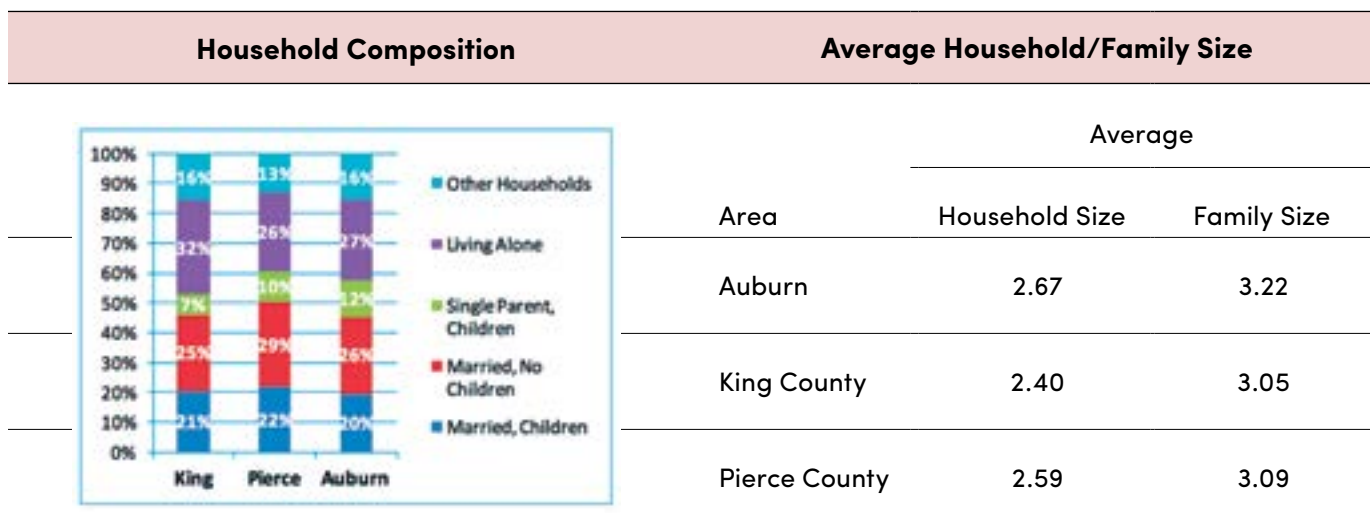 Household Composition
Average Household/Family Size
100%
90%
80%
70%
60%
50%
40%
30%
20%
10%
0%
16% 13% 16%
32% 26% 27%
7% 10% 12%
25% 29% 26%
21% 22% 20%
King Pierce Auburn
Other Households
Living Alone
Single Parent,
Children
Married, No
Children
Married, Children
Average
Area Household Size Family Size
Auburn 2.67 3.22
King County 2.40 3.05
Pierce County 2.59 3.09